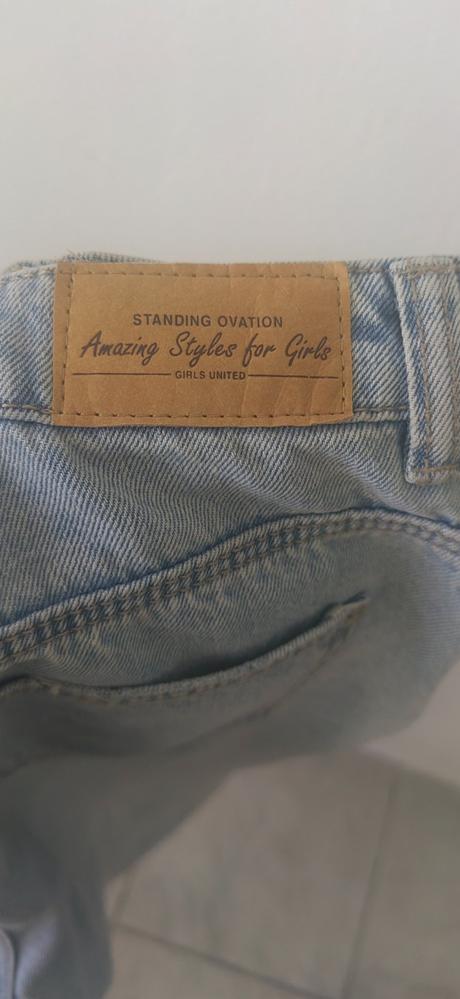 STANDING OVATION
Amazing Styles for Girls
GIRLS UNITED